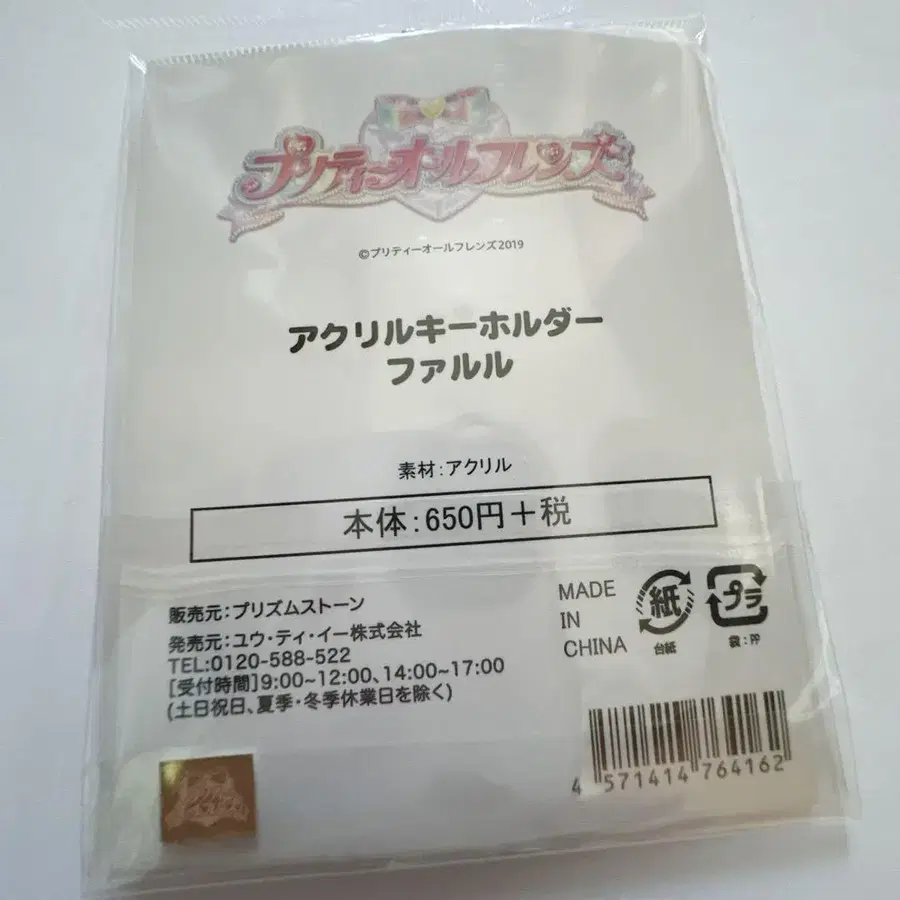 プリティーオールフレンズ
©プリティーオールフレンズ2019
アクリルキーホルダー
ファルル
素材：アクリル
本体：650円＋税
販売元：プリズムストーン
発売元：ユウ・ティ・イー株式会社
TEL:0120-588-522
[受付時間]9:00~12:00、14:00~17:00
(土日祝日、夏季・冬季休業日を除く)
MADE
IN
CHINA
紙
台紙
プラ
袋：PP
4 571414 764162